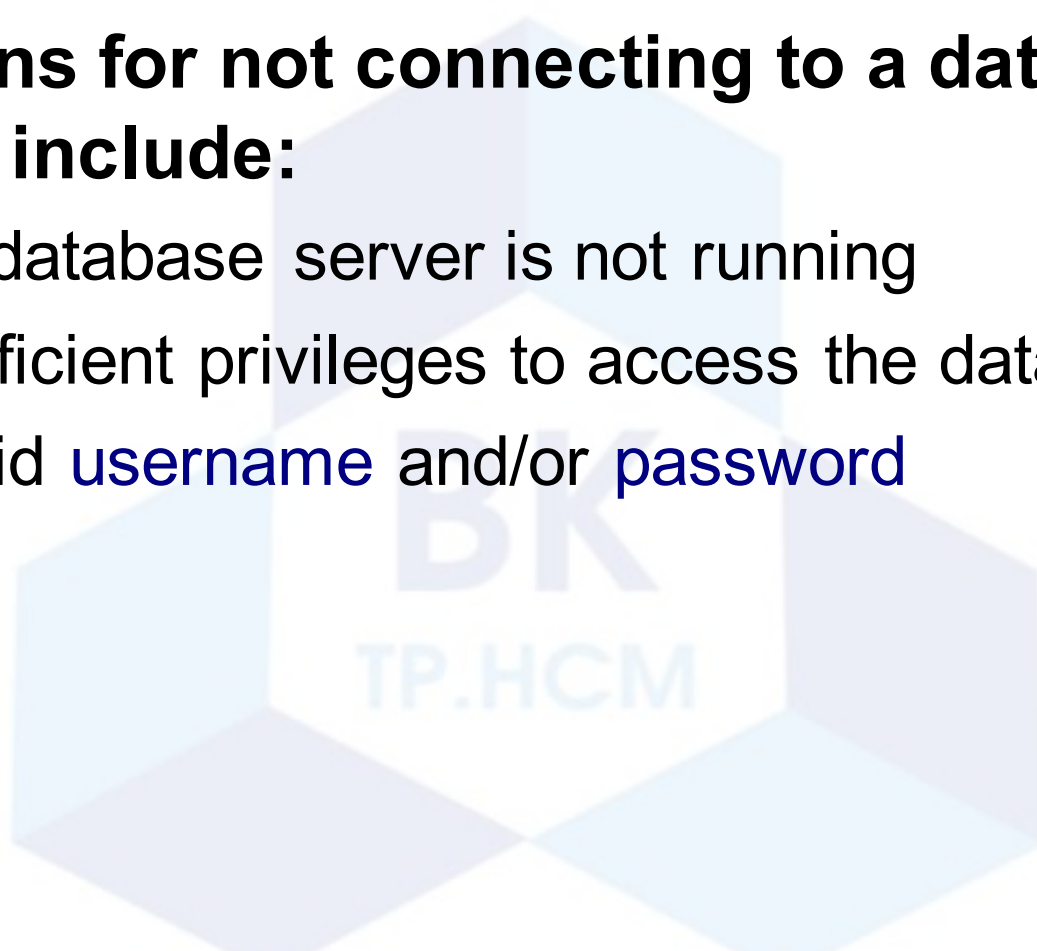 ns for not connecting to a dat
include:
database server is not running
ficient privileges to access the data
id username and/or password
BK
TP.HCM